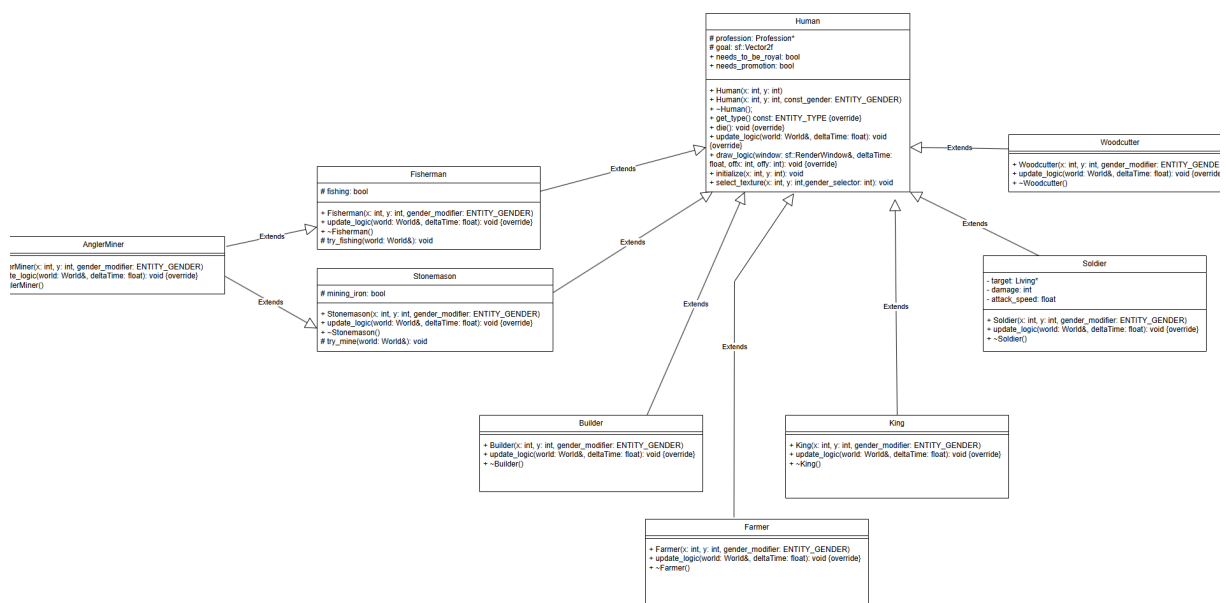 Human
# profession: Profession*
# goal: sf::Vector2f
+ needs_to_be_royal: bool
+ needs_promotion: bool
+ Human(x: int, y: int)
+ Human(x: int, y: int, const_gender: ENTITY_GENDER)
+ ~Human();
+ get_type() const: ENTITY_TYPE {override}
+ die(): void {override}
+ update_logic(world: World&, deltaTime: float): void
{override}
+ draw_logic(window: sf::RenderWindow&, deltaTime:
float, offx: int, offy: int): void {override}
+ initialize(x: int, y: int): void
+ select_texture(x: int, y: int,gender_selector: int): void
Extends
Extends
Woodcutter
+ Woodcutter(x: int, y: int, gender_modifier: ENTITY_GENDE
+ update_logic(world: World&, deltaTime: float): void {overrid
+ ~Woodcutter()
Fisherman
# fishing: bool
+ Fisherman(x: int, y: int, gender_modifier: ENTITY_GENDER)
+ update_logic(world: World&, deltaTime: float): void {override}
+ ~Fisherman()
# try_fishing(world: World&): void
Extends
Extends
Extends
AnglerMiner
erMiner(x: int, y: int, gender_modifier: ENTITY_GENDER)
te_logic(world: World&, deltaTime: float): void {override}
glerMiner()
Extends
Stonemason
# mining_iron: bool
+ Stonemason(x: int, y: int, gender_modifier: ENTITY_GENDER)
+ update_logic(world: World&, deltaTime: float): void {override}
+ ~Stonemason()
# try_mine(world: World&): void
Soldier
- target: Living*
- damage: int
- attack_speed: float
+ Soldier(x: int, y: int, gender_modifier: ENTITY_GENDER)
+ update_logic(world: World&, deltaTime: float): void {override}
+ ~Soldier()
Extends
Extends
Extends
Builder
+ Builder(x: int, y: int, gender_modifier: ENTITY_GENDER)
+ update_logic(world: World&, deltaTime: float): void {override}
+ ~Builder()
King
+ King(x: int, y: int, gender_modifier: ENTITY_GENDER)
+ update_logic(world: World&, deltaTime: float): void {override}
+ ~King()
Farmer
+ Farmer(x: int, y: int, gender_modifier: ENTITY_GENDER)
+ update_logic(world: World&, deltaTime: float): void {override}
+ ~Farmer()